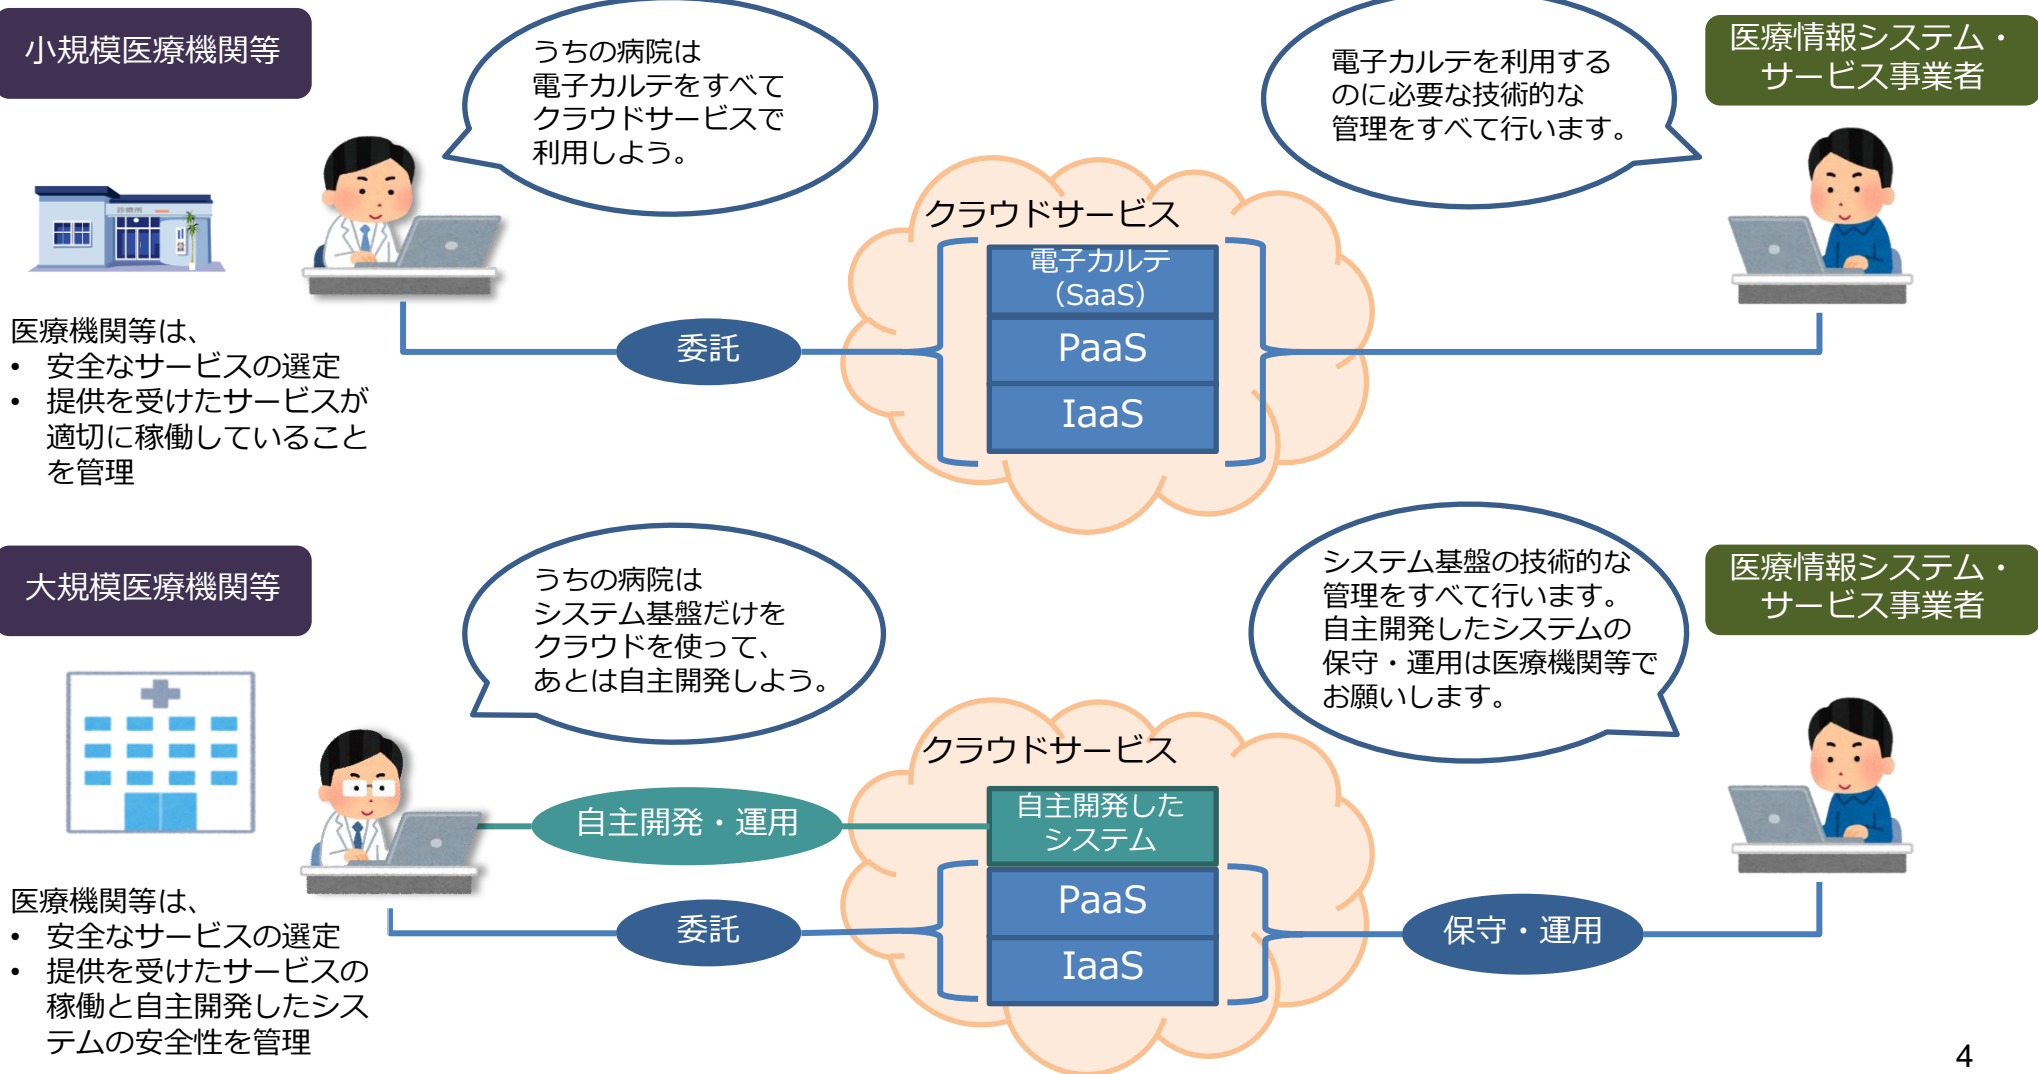 小規模医療機関等
うちの病院は
電子カルテをすべて
クラウドサービスで
利用しよう。
電子カルテを利用する
のに必要な技術的な
管理をすべて行います。
医療情報システム・
サービス事業者
診療所
クラウドサービス
電子カルテ
（SaaS）
PaaS
IaaS
委託
医療機関等は、
• 安全なサービスの選定
• 提供を受けたサービスが
適切に稼働していること
を管理
大規模医療機関等
うちの病院は
システム基盤だけを
クラウドを使って、
あとは自主開発しよう。
システム基盤の技術的な
管理をすべて行います。
自主開発したシステムの
保守・運用は医療機関等で
お願いします。
医療情報システム・
サービス事業者
クラウドサービス
自主開発・運用
自主開発した
システム
PaaS
IaaS
委託
保守・運用
医療機関等は、
• 安全なサービスの選定
• 提供を受けたサービスの
稼働と自主開発したシス
テムの安全性を管理
4